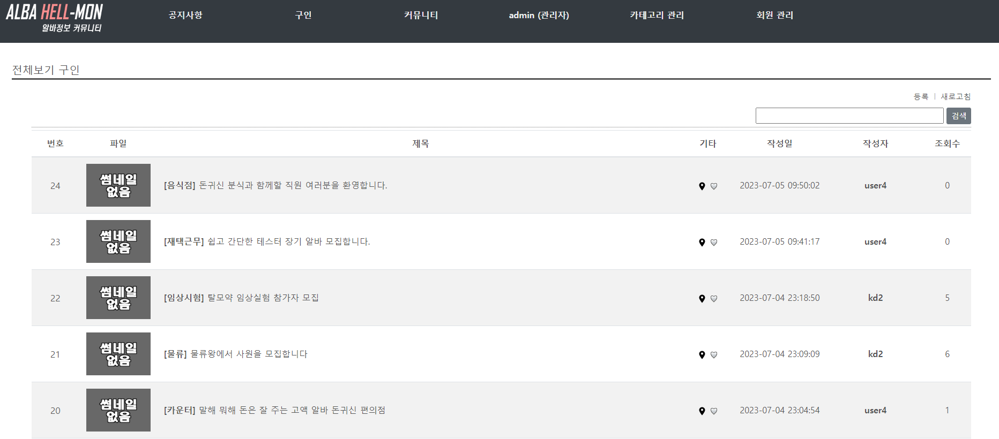 ALBA HELL-MON
알바정보 커뮤니티
공지사항 구인 커뮤니티 admin (관리자) 카테고리 관리 회원 관리
전체보기 구인
등록 | 새로고침
검색
번호 파일 제목 기타 작성일 작성자 조회수
썸네일
없음
24 [음식점] 돈귀신 분식과 함께할 직원 여러분을 환영합니다. 2023-07-05 09:50:02 user4 0
썸네일
없음
23 [재택근무] 쉽고 간단한 테스터 장기 알바 모집합니다. 2023-07-05 09:41:17 user4 0
썸네일
없음
22 [임상시험] 탈모약 임상실험 참가자 모집 2023-07-04 23:18:50 kd2 5
썸네일
없음
21 [물류] 물류왕에서 사원을 모집합니다 2023-07-04 23:09:09 kd2 6
썸네일
없음
20 [카운터] 말해 뭐해 돈은 잘 주는 고액 알바 돈귀신 편의점 2023-07-04 23:04:54 user4 1